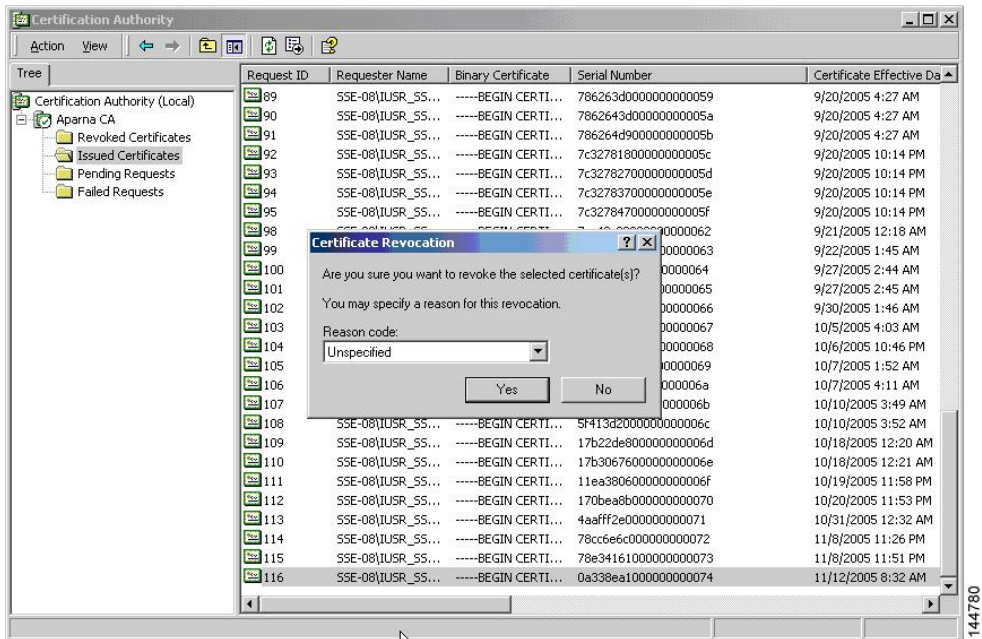 Certification Authority
Action View
Tree
Certification Authority (Local)
Aparna CA
Revoked Certificates
Issued Certificates
Pending Requests
Failed Requests
Request ID Requester Name Binary Certificate Serial Number Certificate Effective Da
89 SSE-08\IUSR_SS... -----BEGIN CERTI... 786263d0000000000059 9/20/2005 4:27 AM
90 SSE-08\IUSR_SS... -----BEGIN CERTI... 7862643d00000000005a 9/20/2005 4:27 AM
91 SSE-08\IUSR_SS... -----BEGIN CERTI... 786264d900000000005b 9/20/2005 4:27 AM
92 SSE-08\IUSR_SS... -----BEGIN CERTI... 7c32781800000000005c 9/20/2005 10:14 PM
93 SSE-08\IUSR_SS... -----BEGIN CERTI... 7c32782700000000005d 9/20/2005 10:14 PM
94 SSE-08\IUSR_SS... -----BEGIN CERTI... 7c32783700000000005e 9/20/2005 10:14 PM
95 SSE-08\IUSR_SS... -----BEGIN CERTI... 7c32784700000000005f 9/20/2005 10:14 PM
98 9/21/2005 12:18 AM
99 9/22/2005 1:45 AM
100 9/27/2005 2:44 AM
101 9/27/2005 2:45 AM
102 9/30/2005 1:46 AM
103 10/5/2005 4:03 AM
104 10/6/2005 10:46 PM
105 10/7/2005 1:52 AM
106 10/7/2005 4:11 AM
107 10/10/2005 3:49 AM
108 SSE-08\IUSR_SS... -----BEGIN CERTI... 5f413d2000000000006c 10/10/2005 3:52 AM
109 SSE-08\IUSR_SS... -----BEGIN CERTI... 17b22de800000000006d 10/18/2005 12:20 AM
110 SSE-08\IUSR_SS... -----BEGIN CERTI... 17b3067600000000006e 10/18/2005 12:21 AM
111 SSE-08\IUSR_SS... -----BEGIN CERTI... 11ea380600000000006f 10/19/2005 11:58 PM
112 SSE-08\IUSR_SS... -----BEGIN CERTI... 170bea8b000000000070 10/20/2005 11:53 PM
113 SSE-08\IUSR_SS... -----BEGIN CERTI... 4aafff2e000000000071 10/31/2005 12:32 AM
114 SSE-08\IUSR_SS... -----BEGIN CERTI... 78cc6e6c000000000072 11/8/2005 11:26 PM
115 SSE-08\IUSR_SS... -----BEGIN CERTI... 78e34161000000000073 11/8/2005 11:51 PM
116 SSE-08\IUSR_SS... -----BEGIN CERTI... 0a338ea1000000000074 11/12/2005 8:32 AM
Certificate Revocation
Are you sure you want to revoke the selected certificate(s)?
You may specify a reason for this revocation.
Reason code:
Unspecified
Yes No
144780